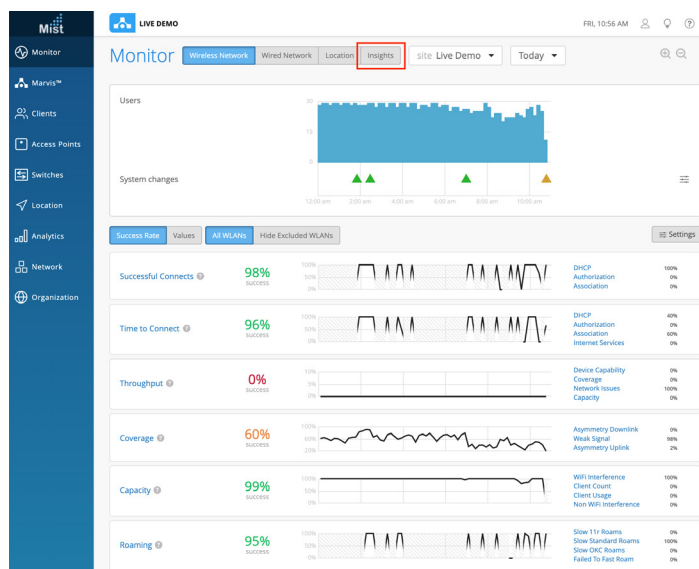 Mist
LIVE DEMO
FRI, 10:56 AM
Monitor
Marvis™
Clients
Access Points
Switches
Location
Analytics
Network
Organization
Monitor
Wireless Network
Wired Network
Location
Insights
site Live Demo
Today
Users
30
15
0
System changes
12:00 am
2:00 am
4:00 am
6:00 am
8:00 am
10:00 am
Success Rate
Values
All WLANs
Hide Excluded WLANs
Settings
Successful Connects
98%
success
100%
50%
0%
DHCP 100%
Authorization 0%
Association 0%
Time to Connect
96%
success
100%
50%
0%
DHCP 40%
Authorization 0%
Association 60%
Internet Services 0%
Throughput
0%
success
10%
5%
0%
Device Capability 0%
Coverage 0%
Network Issues 100%
Capacity 0%
Coverage
60%
success
100%
60%
20%
Asymmetry Downlink 0%
Weak Signal 98%
Asymmetry Uplink 2%
Capacity
99%
success
100%
50%
0%
WiFi Interference 100%
Client Count 0%
Client Usage 0%
Non WiFi Interference 0%
Roaming
95%
success
100%
50%
0%
Slow 11r Roams 0%
Slow Standard Roams 100%
Slow OKC Roams 0%
Failed To Fast Roam 0%